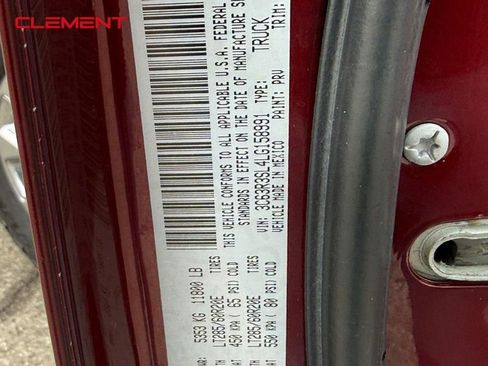 CLEMENT
THIS VEHICLE CONFORMS TO ALL APPLICABLE U.S.A. FEDERAL
STANDARDS IN EFFECT ON THE DATE OF MANUFACTURE
VIN: 3C63R3SL4LG158991 TYPE: TRUCK
VEHICLE MADE IN MEXICO PAINT: PRV TRIM:
5353 KG 11800 LB
LT285/60R20E TIRES
450 KPA ( 65 PSI) COLD
LT285/60R20E TIRES
550 KPA ( 80 PSI) COLD